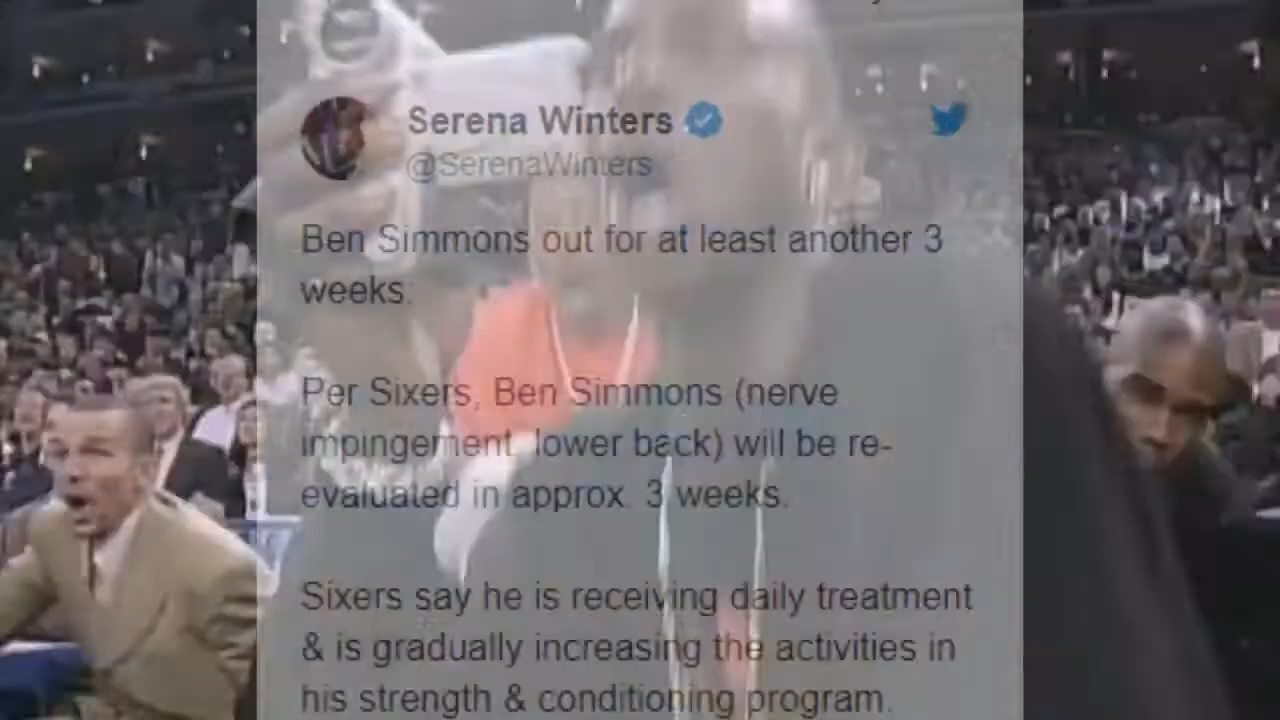 Serena Winters
@SerenaWinters
Ben Simmons out for at least another 3
weeks.
Per Sixers, Ben Simmons (nerve
impingement, lower back) will be re-
evaluated in approx. 3 weeks.
Sixers say he is receiving daily treatment
& is gradually increasing the activities in
his strength & conditioning program.